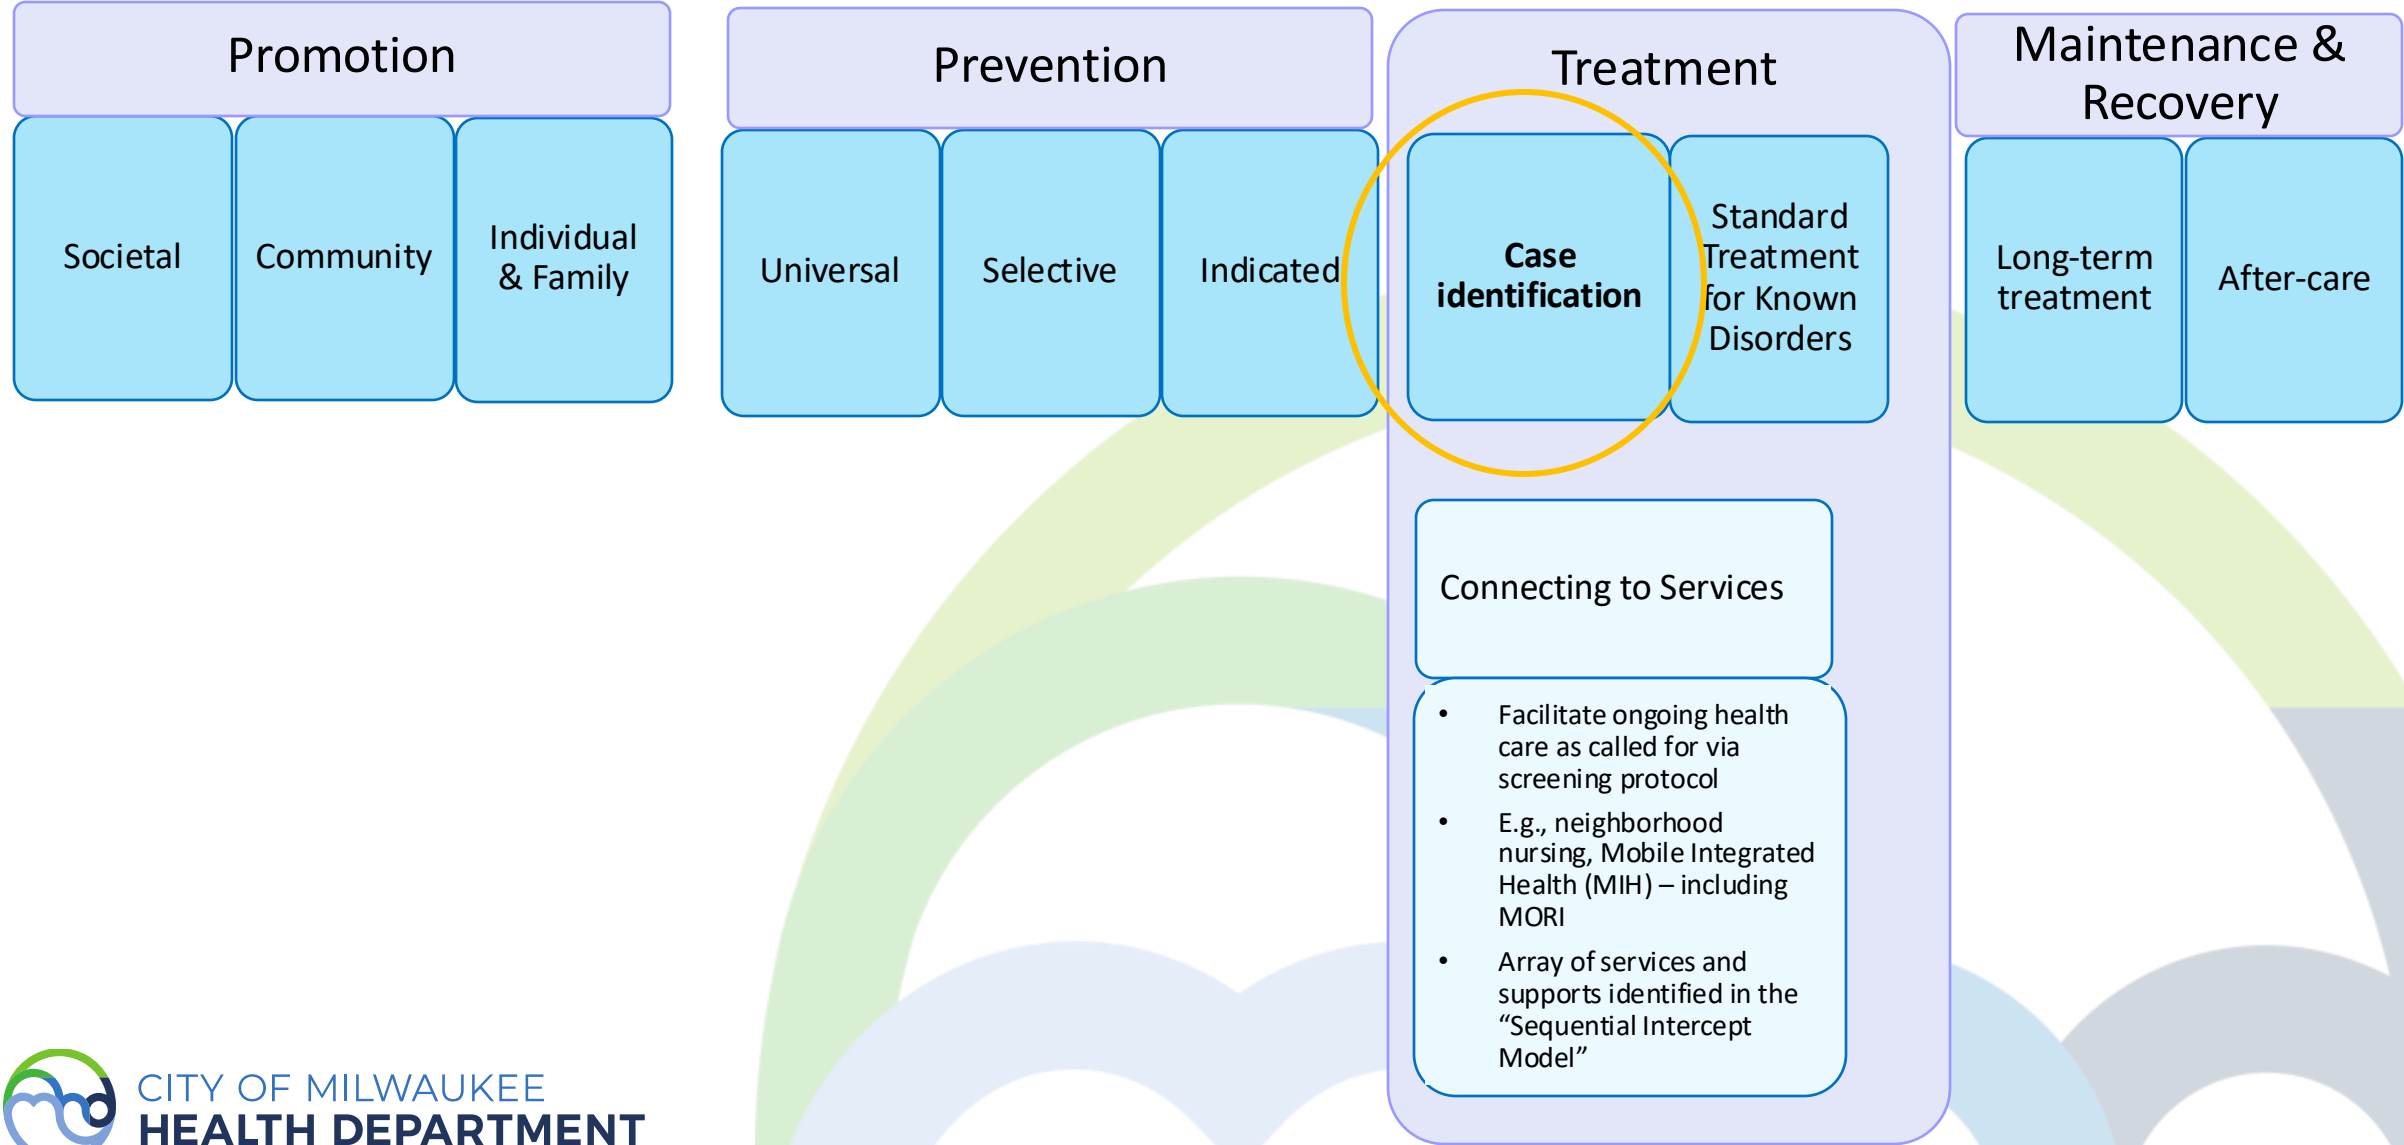 Promotion
Societal
Community
Individual
& Family
Prevention
Universal
Selective
Indicated
Treatment
Case
identification
Standard
Treatment
for Known
Disorders
Maintenance &
Recovery
Long-term
treatment
After-care
Connecting to Services
• Facilitate ongoing health
care as called for via
screening protocol
• E.g., neighborhood
nursing, Mobile Integrated
Health (MIH) – including
MORI
• Array of services and
supports identified in the
“Sequential Intercept
Model”
CITY OF MILWAUKEE
HEALTH DEPARTMENT